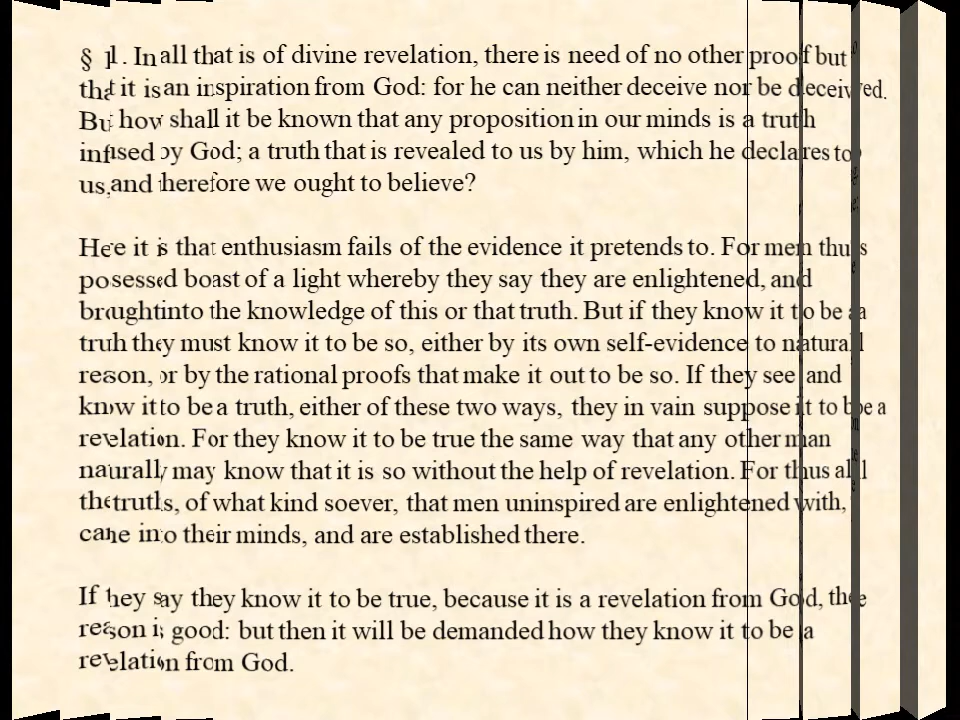 § 1. In all that is of divine revelation, there is need of no other proof but
that it is an inspiration from God: for he can neither deceive nor be deceived.
But how shall it be known that any proposition in our minds is a truth
infused by God; a truth that is revealed to us by him, which he declares to
us, and therefore we ought to believe?
Here it is that enthusiasm fails of the evidence it pretends to. For men thus
posessed boast of a light whereby they say they are enlightened, and
brought into the knowledge of this or that truth. But if they know it to be a
truth they must know it to be so, either by its own self-evidence to natural
reason, or by the rational proofs that make it out to be so. If they see and
know it to be a truth, either of these two ways, they in vain suppose it to be a
revelation. For they know it to be true the same way that any other man
naturally may know that it is so without the help of revelation. For thus all
the truths, of what kind soever, that men uninspired are enlightened with,
came into their minds, and are established there.
If they say they know it to be true, because it is a revelation from God, the
reason is good: but then it will be demanded how they know it to be a
revelation from God.